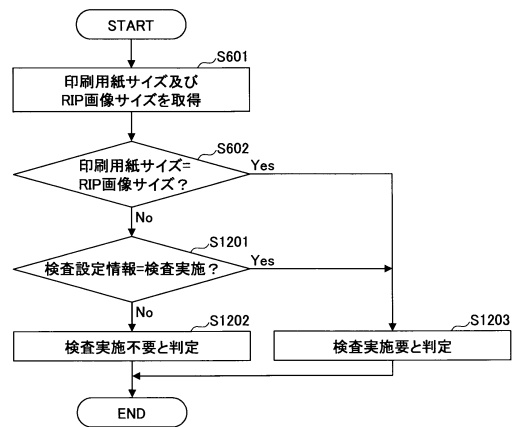 START
S601
印刷用紙サイズ及び
RIP画像サイズを取得
S602
印刷用紙サイズ=
RIP画像サイズ？
Yes
No
S1201
検査設定情報=検査実施？
Yes
No
S1202
検査実施不要と判定
S1203
検査実施要と判定
END